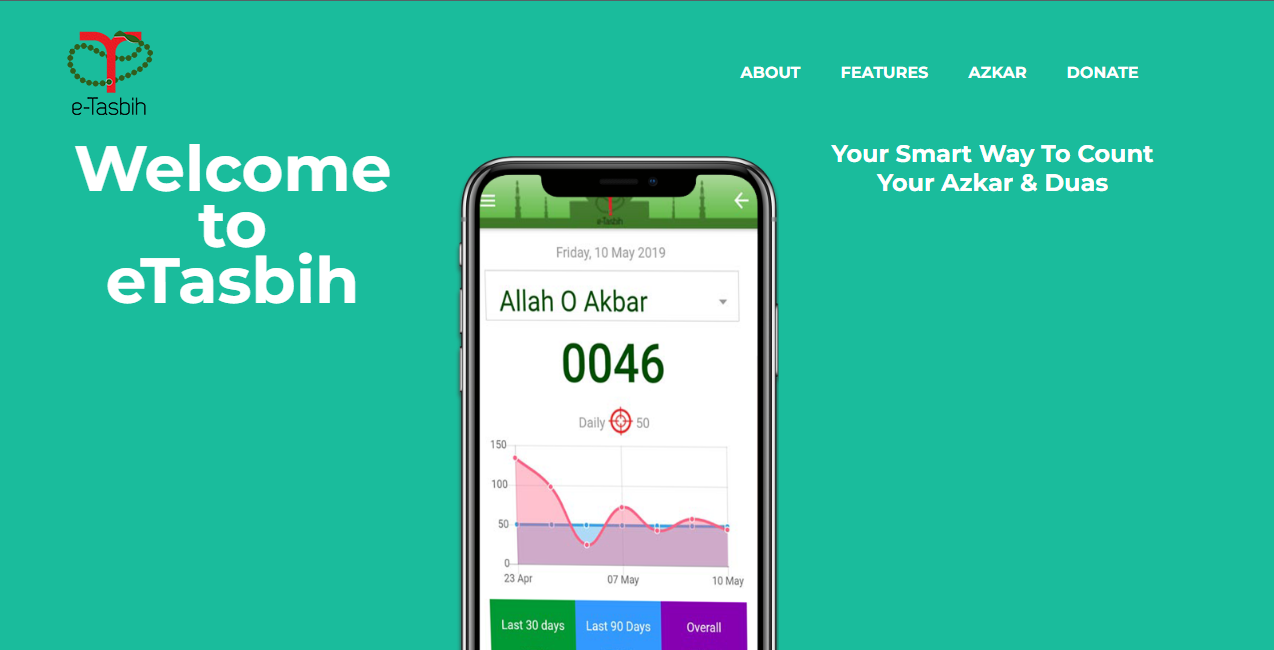 e-Tasbih
ABOUT FEATURES AZKAR DONATE
Welcome
to
eTasbih
Your Smart Way To Count
Your Azkar & Duas
e-Tasbih
Friday, 10 May 2019
Allah O Akbar
0046
Daily 50
150
100
50
0
23 Apr 07 May 10 May
Last 30 days Last 90 Days Overall